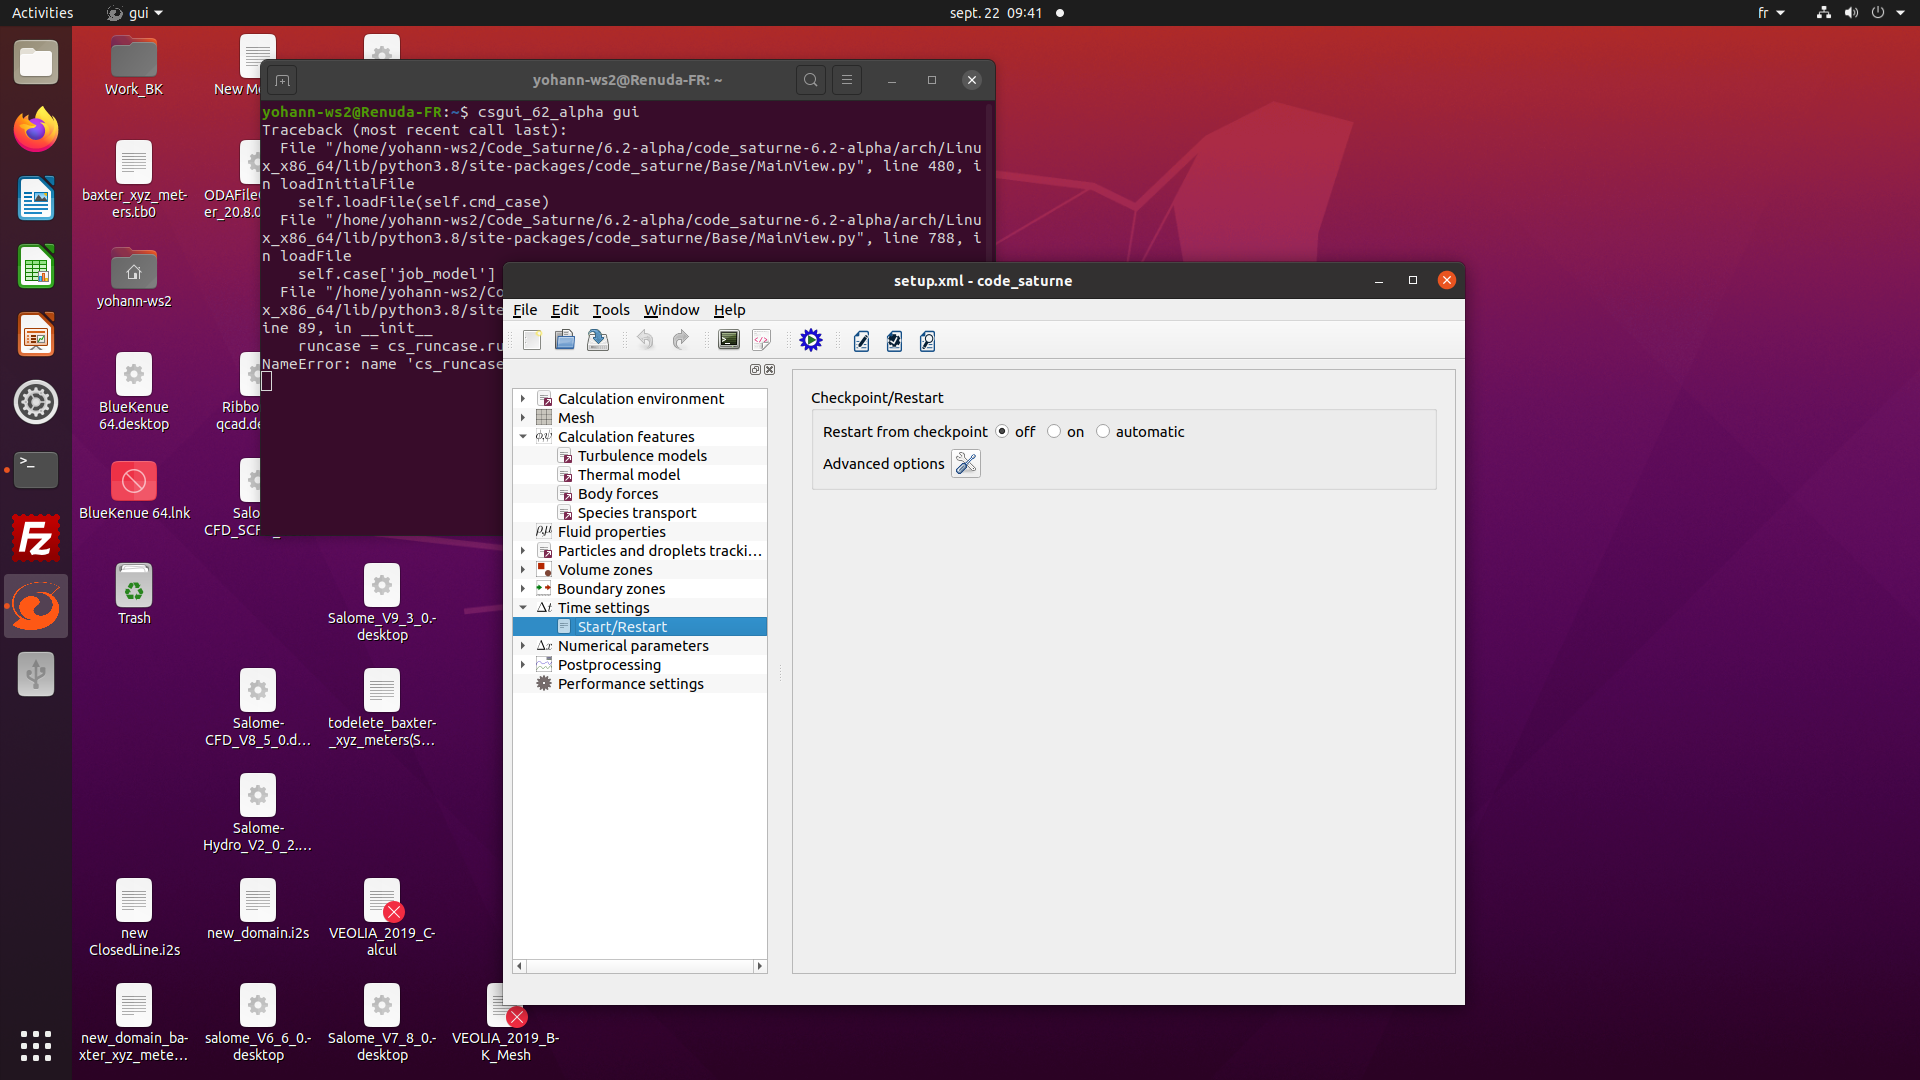 Activities
gui
sept. 22 09:41
fr
Work_BK
baxter_xyz_met-
ers.tb0
yohann-ws2
BlueKenue
64.desktop
BlueKenue 64.lnk
Trash
new
ClosedLine.i2s
new_domain_ba-
xter_xyz_mete...
Salome-
CFD_V8_5_0.d...
Salome-
Hydro_V2_0_2....
new_domain.i2s
salome_V6_6_0.-
desktop
Salome_V9_3_0.-
desktop
todelete_baxter-
_xyz_meters(S...
VEOLIA_2019_C-
alcul
Salome_V7_8_0.-
desktop
VEOLIA_2019_B-
K_Mesh
yohann-ws2@Renuda-FR: ~
yohann-ws2@Renuda-FR:~$ csgui_62_alpha gui
Traceback (most recent call last):
File "/home/yohann-ws2/Code_Saturne/6.2-alpha/code_saturne-6.2-alpha/arch/Linu
x_x86_64/lib/python3.8/site-packages/code_saturne/Base/MainView.py", line 480, i
n loadInitialFile
self.loadFile(self.cmd_case)
File "/home/yohann-ws2/Code_Saturne/6.2-alpha/code_saturne-6.2-alpha/arch/Linu
x_x86_64/lib/python3.8/site-packages/code_saturne/Base/MainView.py", line 788, i
n loadFile
self.case['job_model']
File "/home/yohann-ws2/Co
x_x86_64/lib/python3.8/site
ine 89, in __init__
runcase = cs_runcase.ru
NameError: name 'cs_runcase
setup.xml - code_saturne
File Edit Tools Window Help
Calculation environment
Mesh
Calculation features
Turbulence models
Thermal model
Body forces
Species transport
Fluid properties
Particles and droplets tracki...
Volume zones
Boundary zones
Time settings
Start/Restart
Numerical parameters
Postprocessing
Performance settings
Checkpoint/Restart
Restart from checkpoint off on automatic
Advanced options